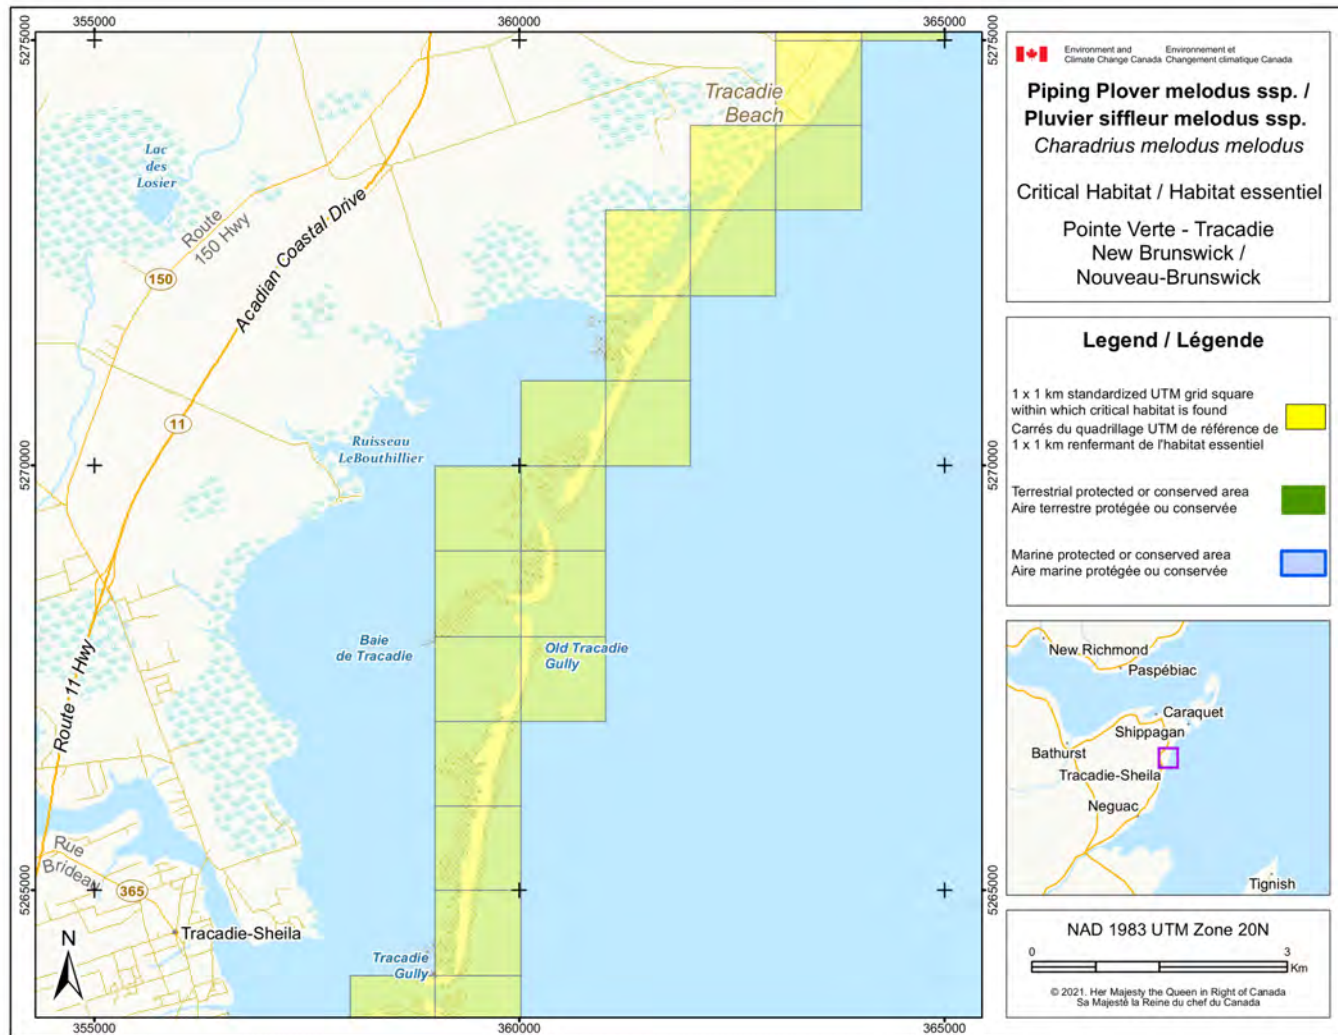 355000
360000
365000
5275000
5275000
Tracadie
Beach
Lac
des
Losier
Route
150 Hwy
150
Acadian Coastal Drive
11
Ruisseau
LeBouthillier
5270000
5270000
Baie
de Tracadie
Old Tracadie
Gully
Route 11 Hwy
Rue
Brideau
365
5265000
5265000
Tracadie-Sheila
Tracadie
Gully
N
355000
360000
365000
Environment and
Climate Change Canada
Environnement et
Changement climatique Canada
Piping Plover melodus ssp. /
Pluvier siffleur melodus ssp.
Charadrius melodus melodus
Critical Habitat / Habitat essentiel
Pointe Verte - Tracadie
New Brunswick /
Nouveau-Brunswick
Legend / Légende
1 x 1 km standardized UTM grid square
within which critical habitat is found
Carrés du quadrillage UTM de référence de
1 x 1 km renfermant de l'habitat essentiel
Terrestrial protected or conserved area
Aire terrestre protégée ou conservée
Marine protected or conserved area
Aire marine protégée ou conservée
New Richmond
Paspébiac
Caraquet
Shippagan
Bathurst
Tracadie-Sheila
Neguac
Tignish
NAD 1983 UTM Zone 20N
0
3
Km
© 2021. Her Majesty the Queen in Right of Canada
Sa Majesté la Reine du chef du Canada